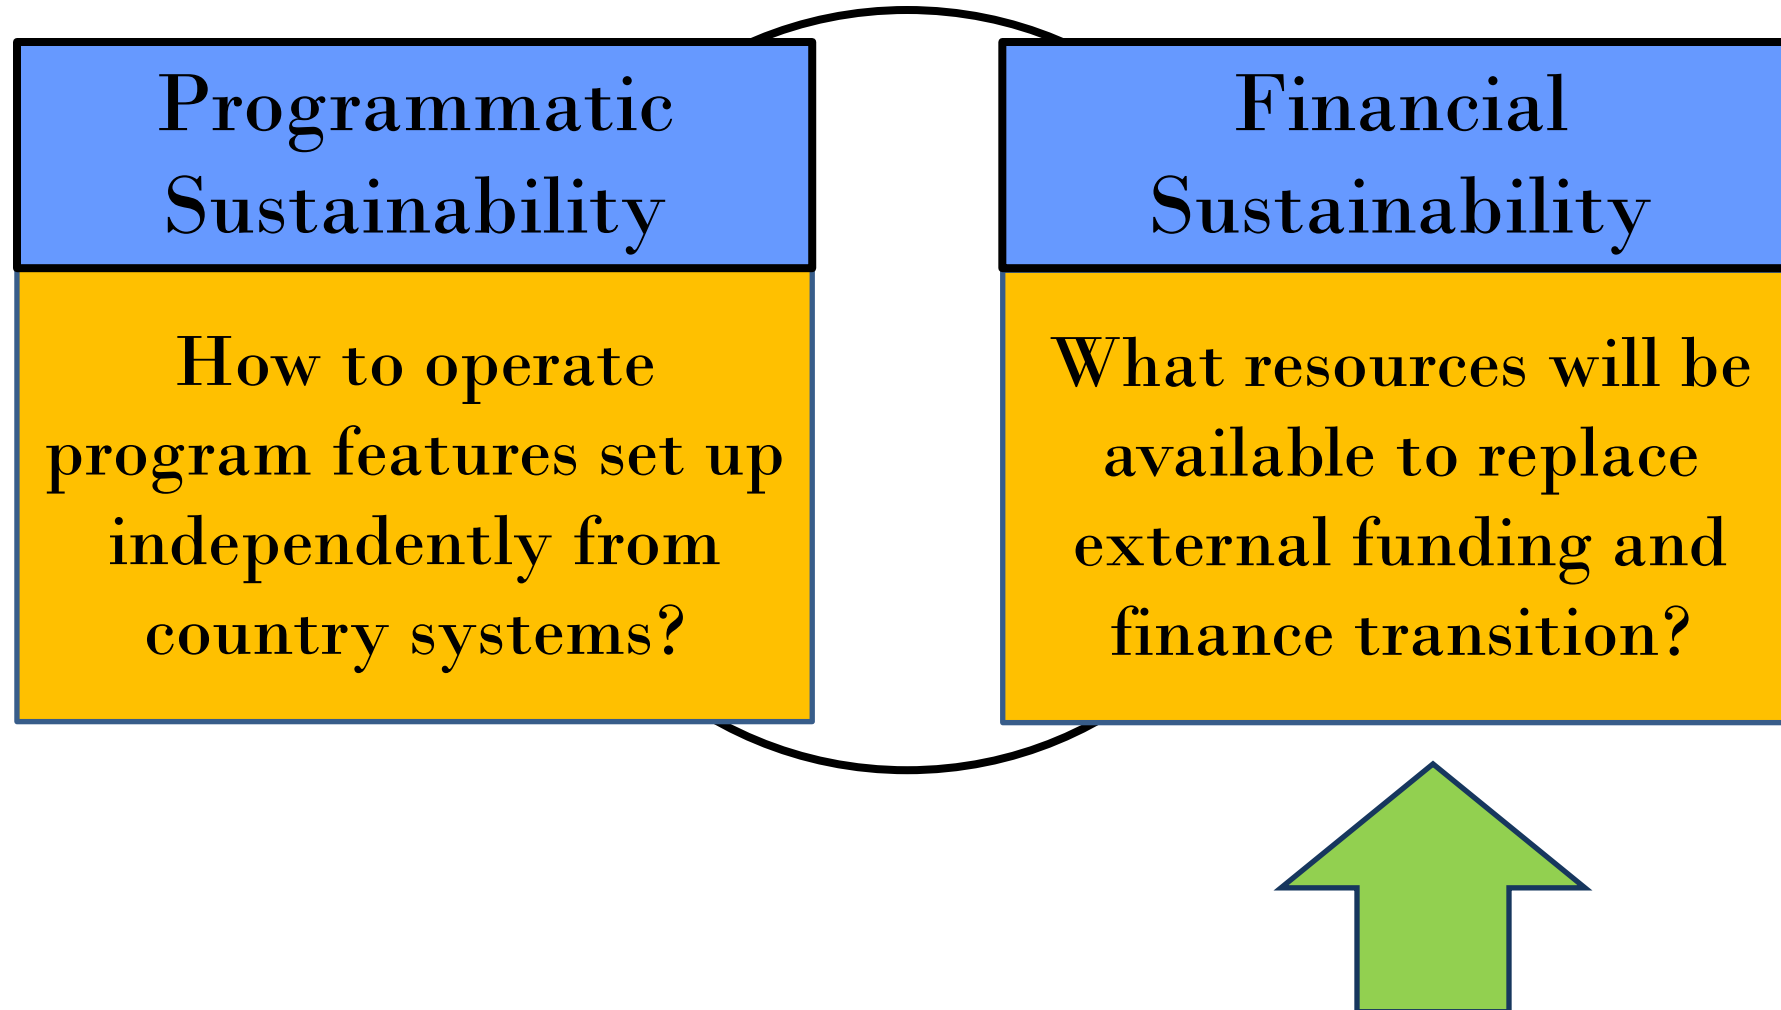 Programmatic
Sustainability
How to operate
program features set up
independently from
country systems?
Financial
Sustainability
What resources will be
available to replace
external funding and
finance transition?